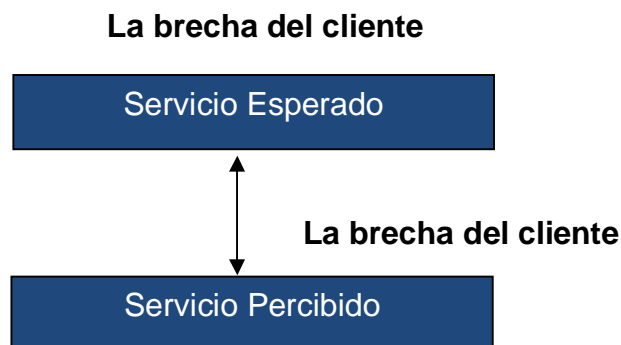 La brecha del cliente
Servicio Esperado
La brecha del cliente
Servicio Percibido